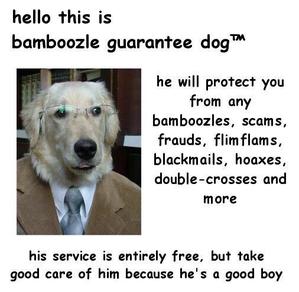 hello this is
bamboozle guarantee dog™
he will protect you
from any
bamboozles, scams,
frauds, flimflams,
blackmails, hoaxes,
double-crosses and
more
his service is entirely free, but take
good care of him because he's a good boy